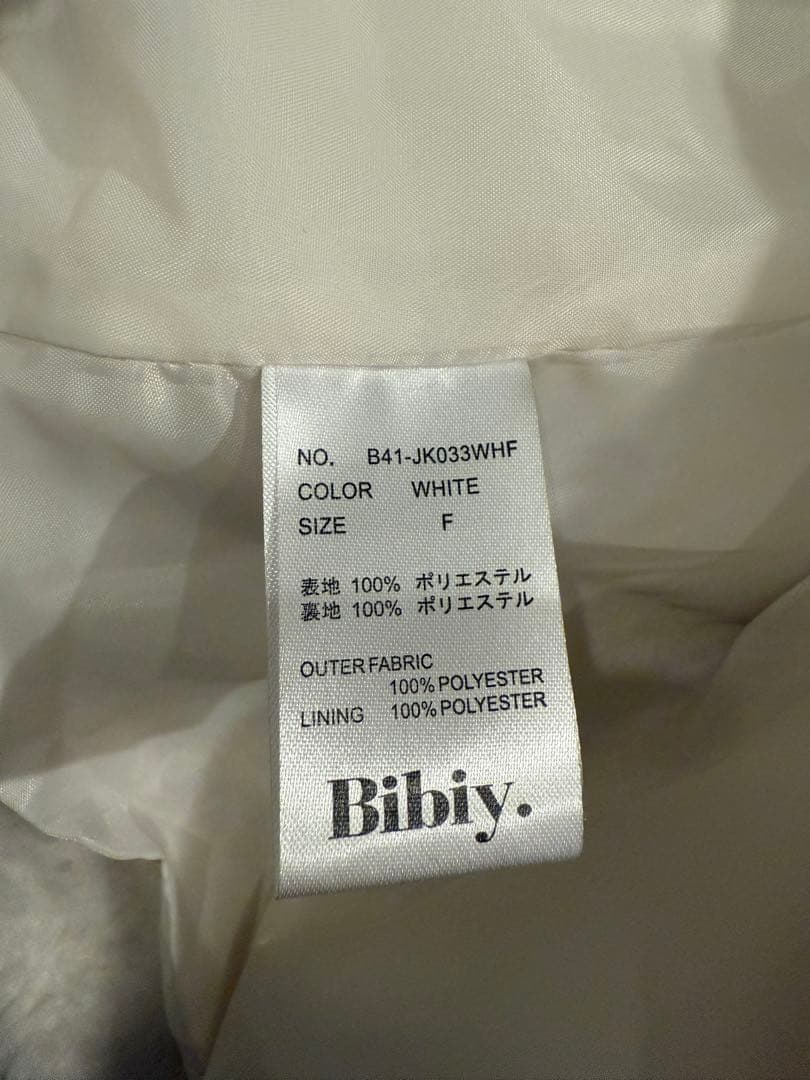 NO. B41-JK033WHF
COLOR WHITE
SIZE F
表地 100% ポリエステル
裏地 100% ポリエステル
OUTER FABRIC
100% POLYESTER
LINING 100% POLYESTER
Bibiy.